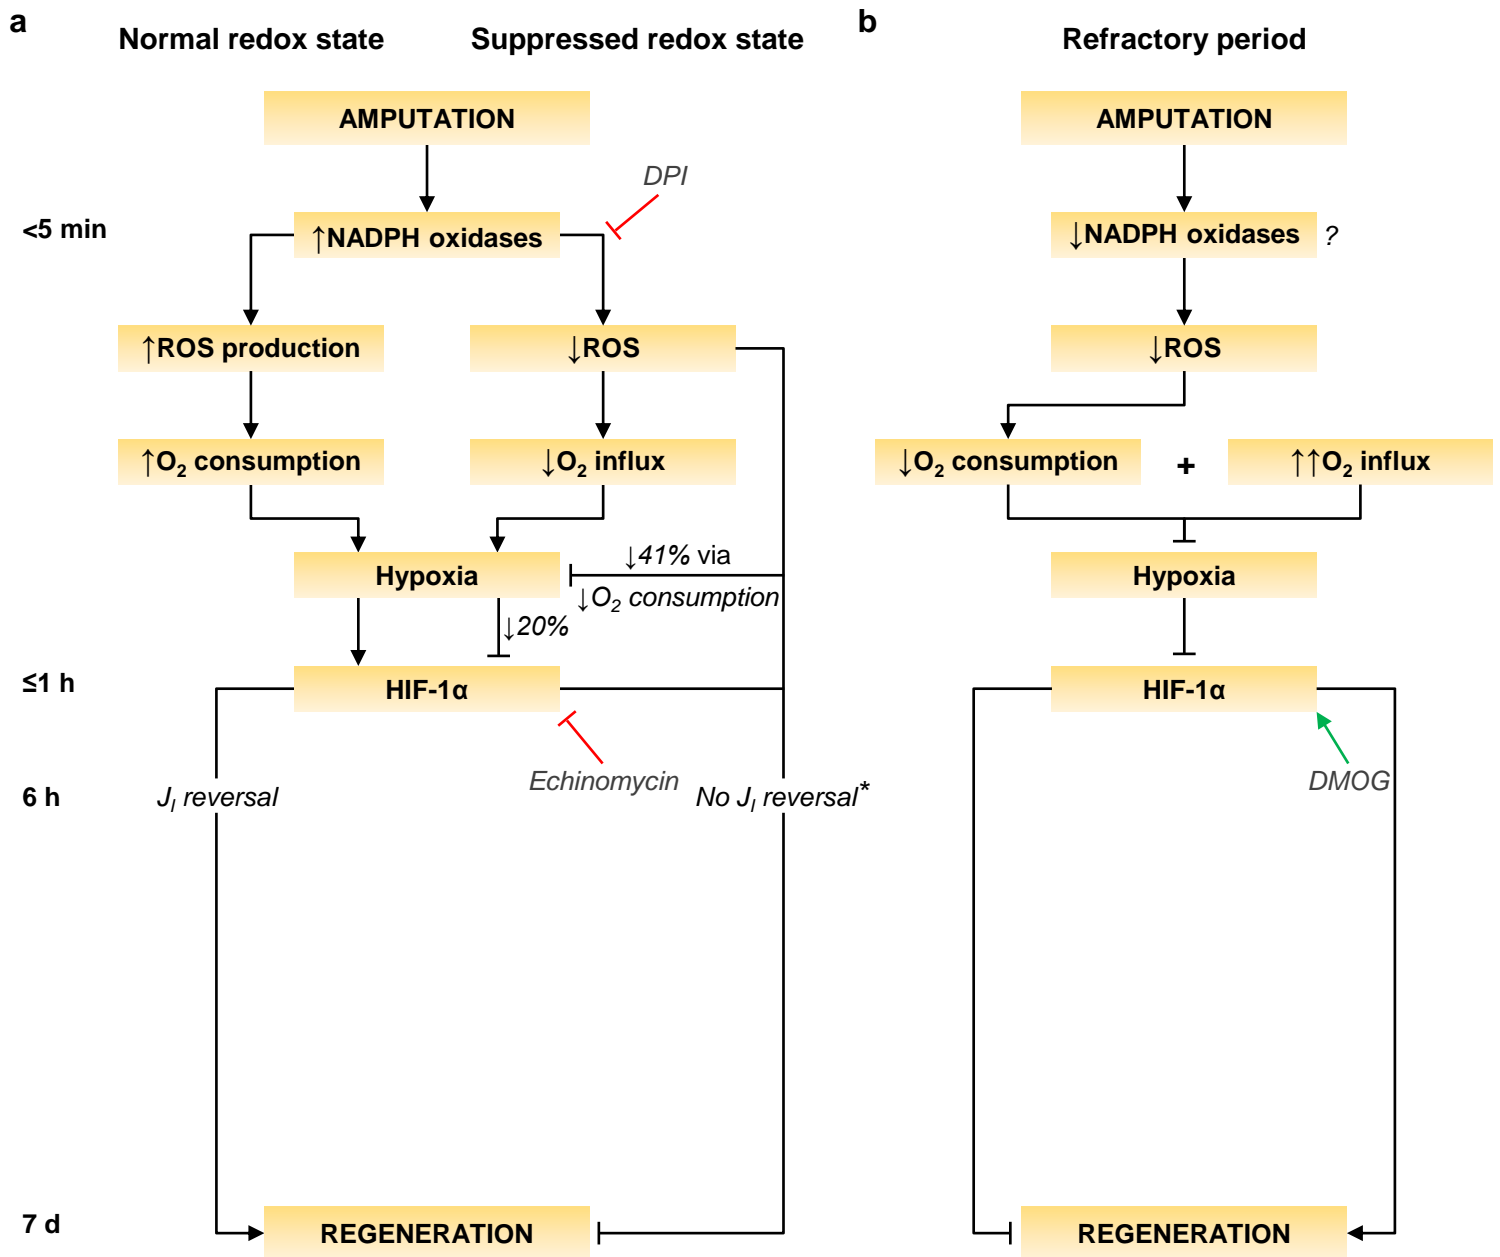 a
b
Normal redox state
Suppressed redox state
Refractory period
AMPUTATION
AMPUTATION
DPI
<5 min
↑NADPH oxidases
↓NADPH oxidases ?
↑ROS production
↓ROS
↓ROS
↑O₂ consumption
↓O₂ influx
↓O₂ consumption
+
↑↑O₂ influx
↓41% via
Hypoxia
Hypoxia
↓O₂ consumption
↓20%
≤1 h
HIF-1α
HIF-1α
Echinomycin
DMOG
6 h
J_I reversal
No J_I reversal*
7 d
REGENERATION
REGENERATION